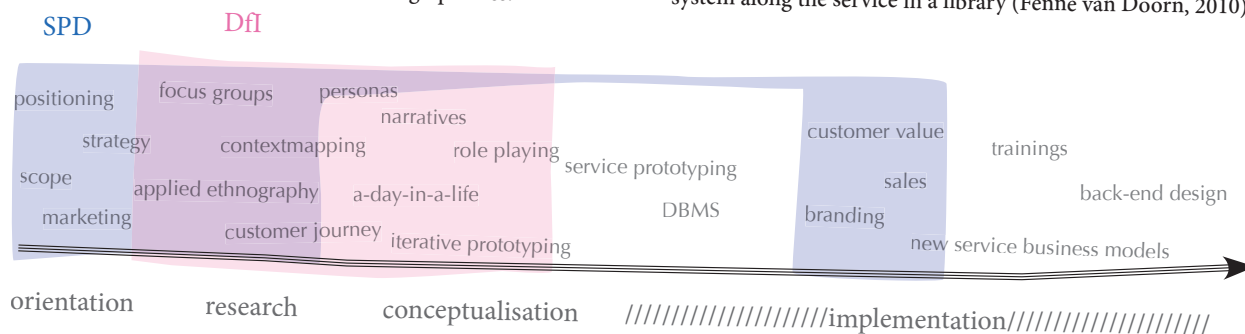 system along the service in a library (Fenne van Doorn, 2010)
SPD
DfI
positioning
focus groups
personas
narratives
strategy
contextmapping
role playing
customer value
trainings
service prototyping
scope
applied ethnography
a-day-in-a-life
sales
back-end design
DBMS
marketing
customer journey
iterative prototyping
branding
new service business models
orientation
research
conceptualisation
////////////////////implementation////////////////////